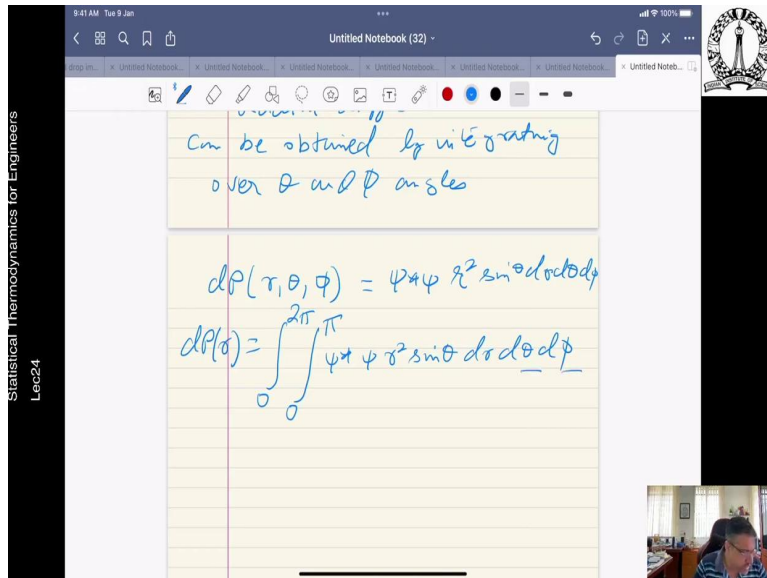 9:41 AM Tue 9 Jan
100%
Untitled Notebook (32)
drop im...
× Untitled Notebook...
× Untitled Notebook...
× Untitled Notebook...
× Untitled Notebook...
× Untitled Notebook...
× Untitled Notebook...
× Untitled Noteb...
can be obtained by integrating
over θ and ϕ angles
dP(r, θ, ϕ) = ψ*ψ r² sinθ dr dθ dϕ
dP(r) = ∫₀^2π ∫₀^π ψ* ψ r² sinθ dr dθ dϕ
Statistical Thermodynamics for Engineers
Lec24